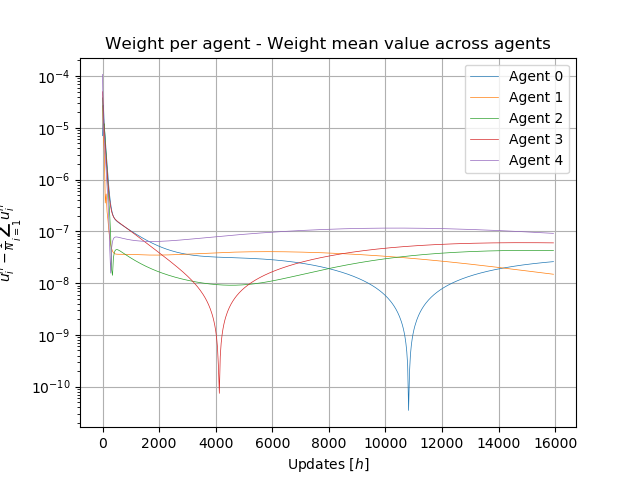 Weight per agent - Weight mean value across agents
10⁻⁴
10⁻⁵
10⁻⁶
10⁻⁷
10⁻⁸
10⁻⁹
10⁻¹⁰
Agent 0
Agent 1
Agent 2
Agent 3
Agent 4
0 2000 4000 6000 8000 10000 12000 14000 16000
Updates [h]